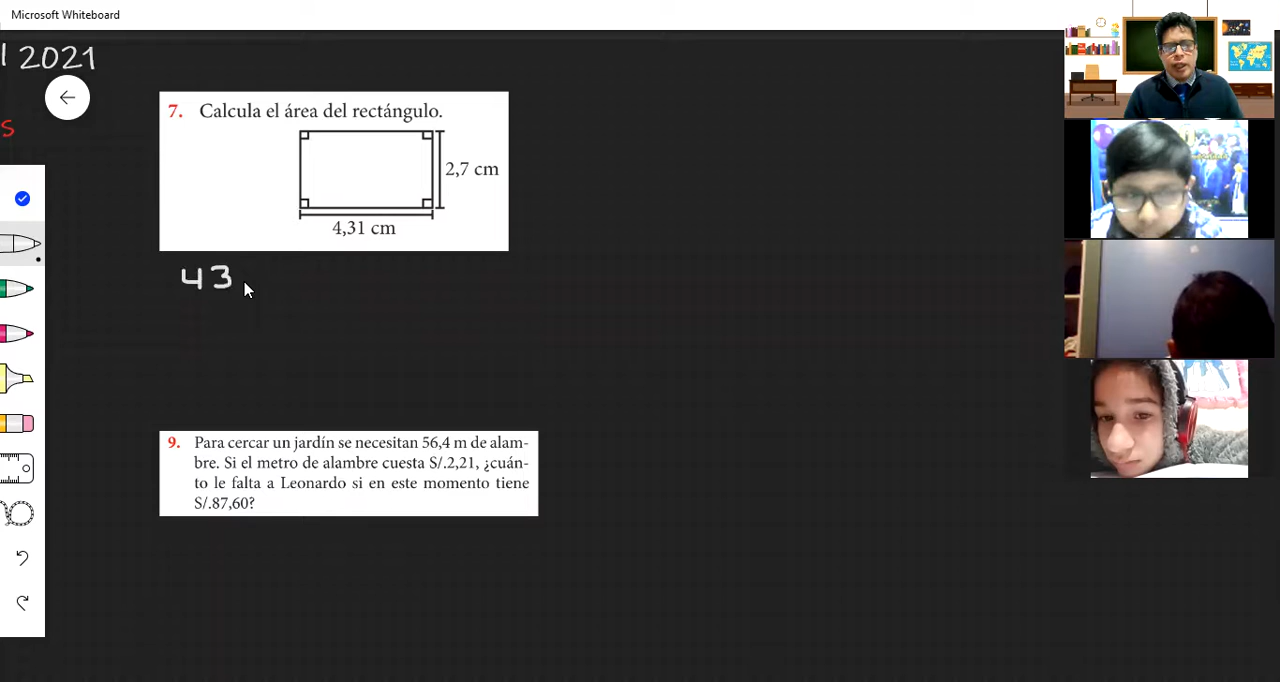 Microsoft Whiteboard
2021
s
7. Calcula el área del rectángulo.
2,7 cm
4,31 cm
43
9. Para cercar un jardín se necesitan 56,4 m de alam-
bre. Si el metro de alambre cuesta S/.2,21, ¿cuán-
to le falta a Leonardo si en este momento tiene
S/.87,60?